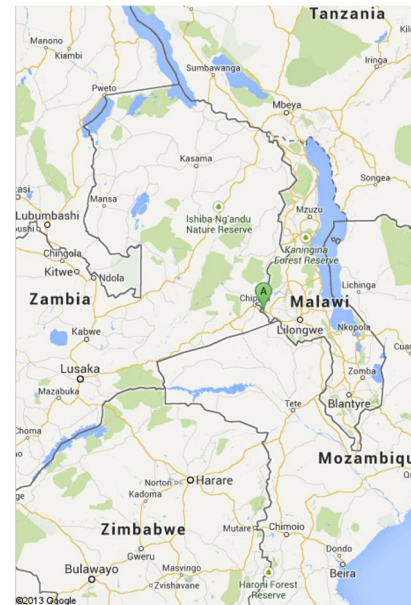 Tanzania
Manono
Kiambi
Iringa
Sumbawanga
Pweto
Mbeya
Kasama
Songea
Mansa
Mzuzu
Ishiba Ng'andu
Nature Reserve
Lubumbashi
Kaningina
Forest Reserve
Chingola
Kitwe
Ndola
Lichinga
A
Zambia
Malawi
Lilongwe
Nkopola
Kabwe
Zomba
Lusaka
Blantyre
Mazabuka
Tete
Choma
Mozambiqu
Norton
Harare
Kadoma
Zimbabwe
Mutare
Chimoio
Gweru
Dondo
Masvingo
Beira
Bulawayo
Zvishavane
Haroni Forest
Reserve
©2013 Google